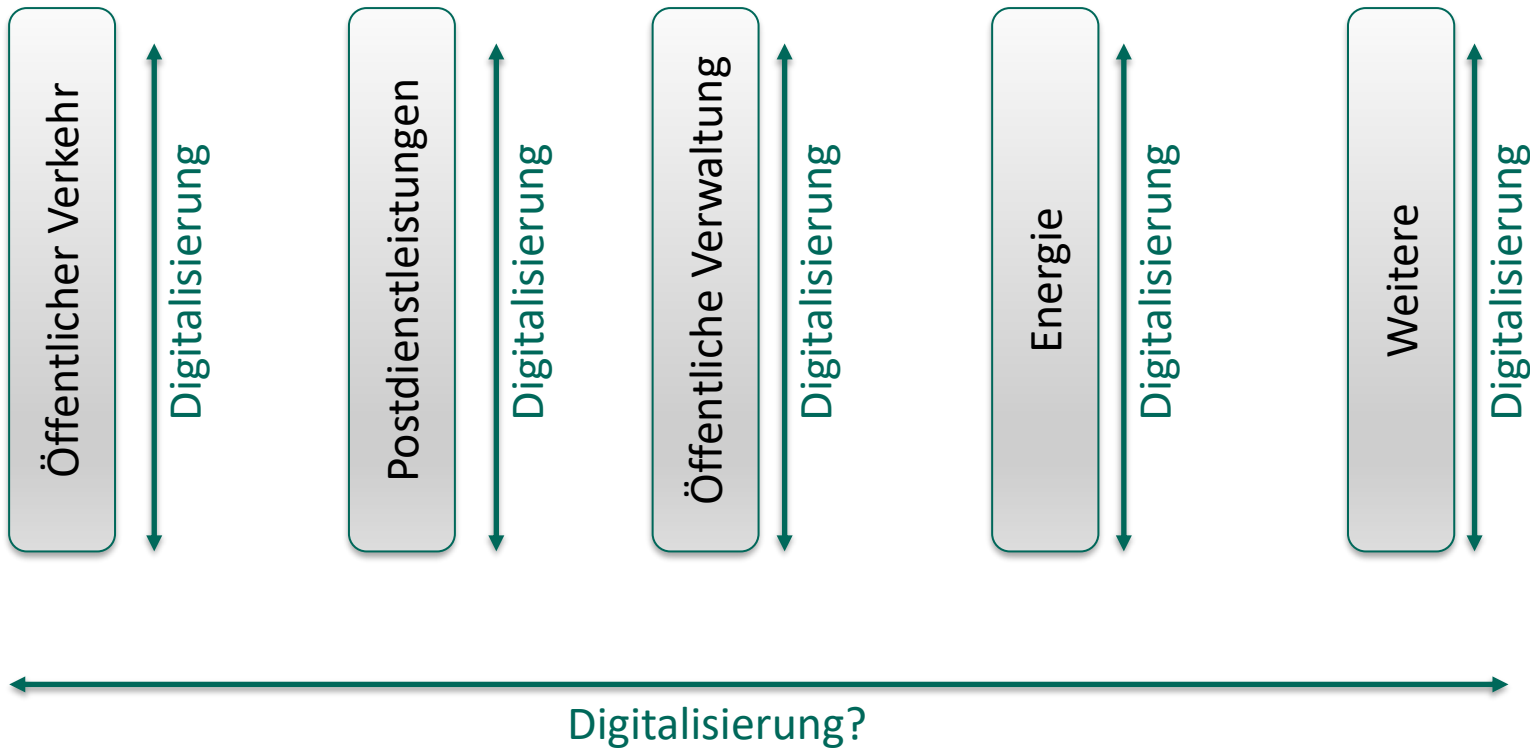 Öffentlicher Verkehr
Digitalisierung
Postdienstleistungen
Digitalisierung
Öffentliche Verwaltung
Digitalisierung
Energie
Digitalisierung
Weitere
Digitalisierung
Digitalisierung?